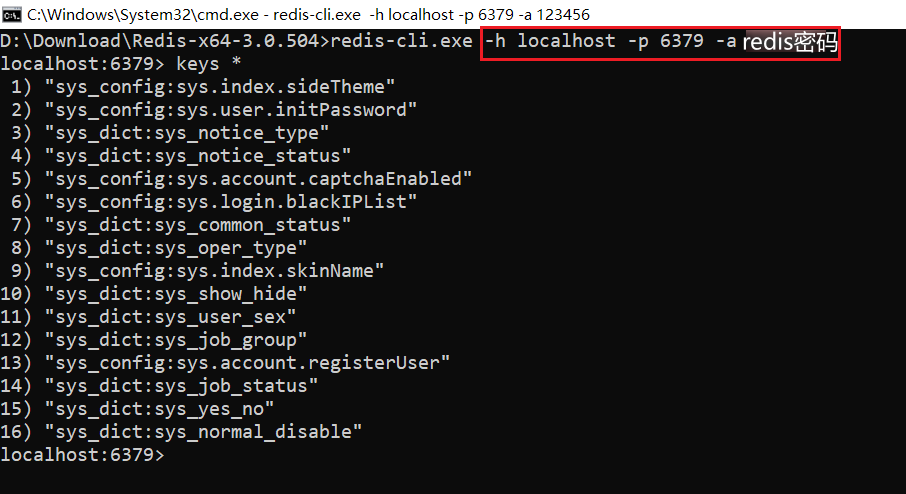 C:\Windows\System32\cmd.exe - redis-cli.exe  -h localhost -p 6379 -a 123456
D:\Download\Redis-x64-3.0.504>redis-cli.exe -h localhost -p 6379 -a redis密码
localhost:6379> keys *
 1) "sys_config:sys.index.sideTheme"
 2) "sys_config:sys.user.initPassword"
 3) "sys_dict:sys_notice_type"
 4) "sys_dict:sys_notice_status"
 5) "sys_config:sys.account.captchaEnabled"
 6) "sys_config:sys.login.blackIPList"
 7) "sys_dict:sys_common_status"
 8) "sys_dict:sys_oper_type"
 9) "sys_config:sys.index.skinName"
10) "sys_dict:sys_show_hide"
11) "sys_dict:sys_user_sex"
12) "sys_dict:sys_job_group"
13) "sys_config:sys.account.registerUser"
14) "sys_dict:sys_job_status"
15) "sys_dict:sys_yes_no"
16) "sys_dict:sys_normal_disable"
localhost:6379>